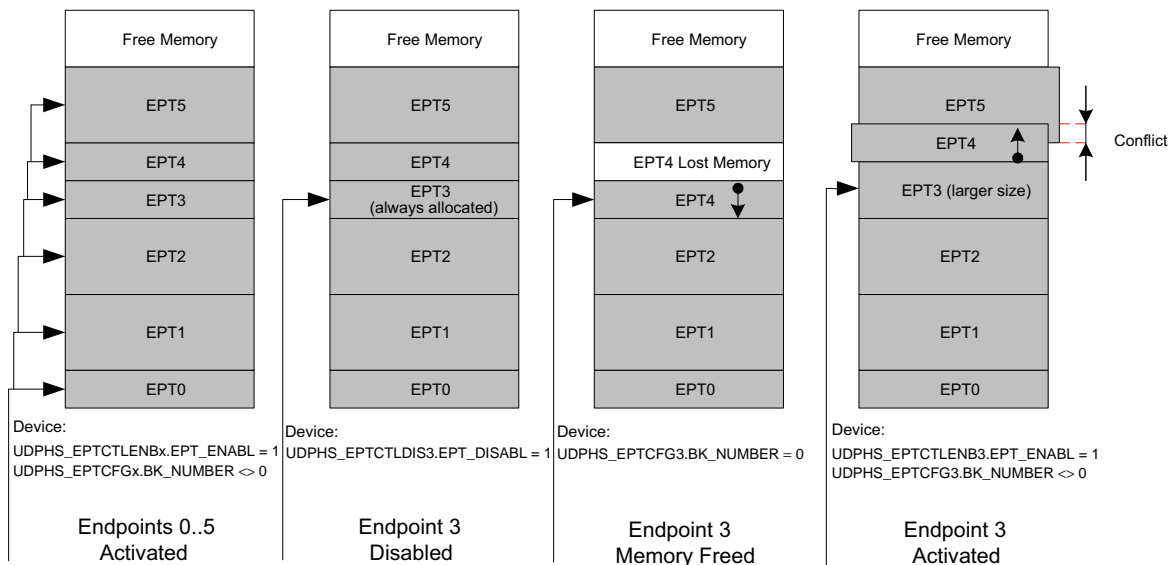 Free Memory
EPT5
EPT4
EPT3
EPT2
EPT1
EPT0
Device:
UDPHS_EPTCTLENBx.EPT_ENABL = 1
UDPHS_EPTCFGx.BK_NUMBER <> 0
Endpoints 0..5
Activated
Free Memory
EPT5
EPT4
EPT3
(always allocated)
EPT2
EPT1
EPT0
Device:
UDPHS_EPTCTLDIS3.EPT_DISABL = 1
Endpoint 3
Disabled
Free Memory
EPT5
EPT4 Lost Memory
EPT4
EPT2
EPT1
EPT0
Device:
UDPHS_EPTCFG3.BK_NUMBER = 0
Endpoint 3
Memory Freed
Free Memory
EPT5
EPT4
Conflict
EPT3 (larger size)
EPT2
EPT1
EPT0
Device:
UDPHS_EPTCTLENB3.EPT_ENABL = 1
UDPHS_EPTCFG3.BK_NUMBER <> 0
Endpoint 3
Activated